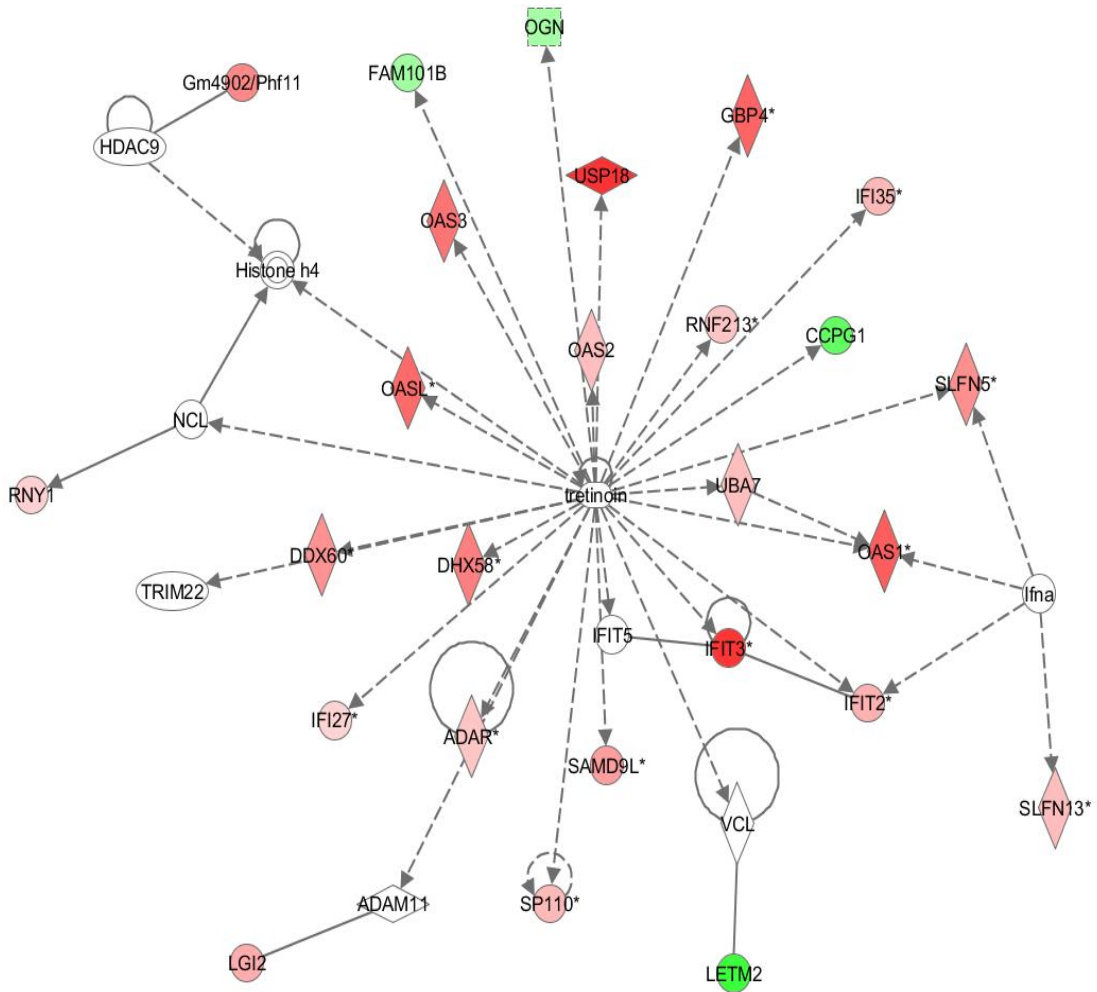 OGN
FAM101B
Gm4902/Phf11
GBP4*
HDAC9
USP18
IFI35*
OAS3
Histone h4
RNF213*
CCPG1
OAS2
OASL*
SLFN5*
NCL
UBA7
RNY1
tretinoin
DDX60*
DHX58*
OAS1*
TRIM22
Ifna
IFIT5
IFIT3*
IFIT2*
IFI27*
ADAR*
SAMD9L*
SLFN13*
VCL
ADAM11
SP110*
LGI2
LETM2